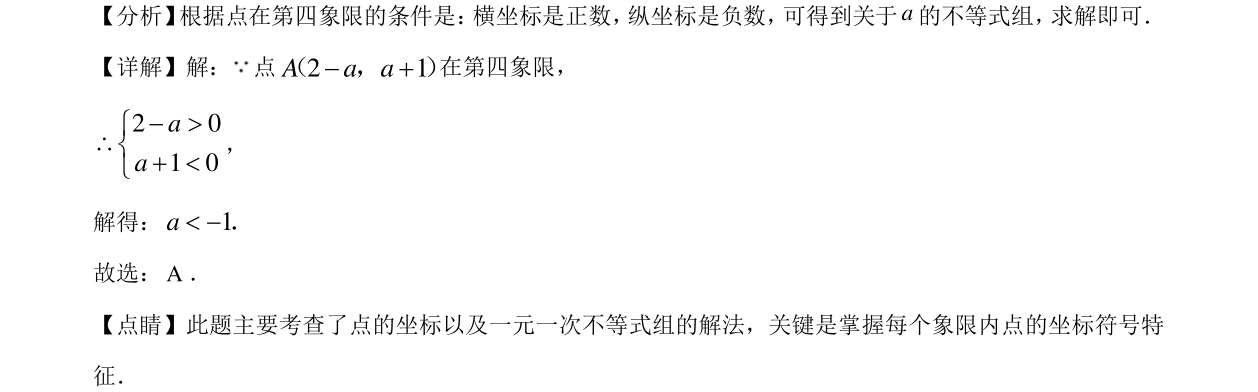 【分析】根据点在第四象限的条件是：横坐标是正数，纵坐标是负数，可得到关于 a 的不等式组，求解即可．
【详解】解：∵点 A(2−a，a+1) 在第四象限，
∴{2−a>0
a+1<0，
解得：a<−1.
故选：A．
【点睛】此题主要考查了点的坐标以及一元一次不等式组的解法，关键是掌握每个象限内点的坐标符号特
征．